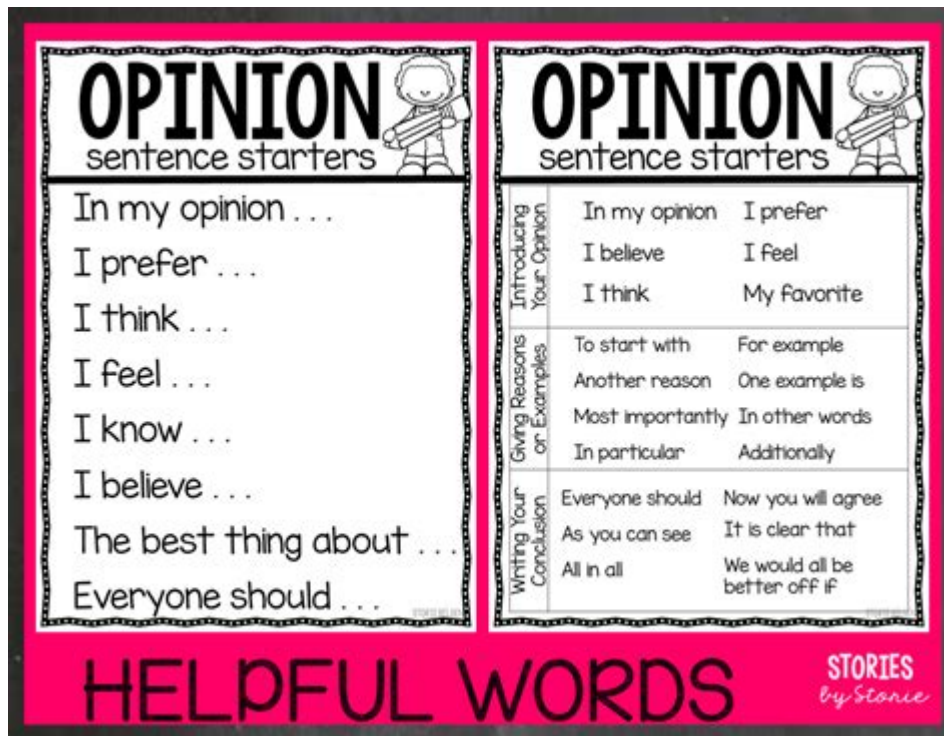 OPINION
sentence starters
In my opinion . . .
I prefer . . .
I think . . .
I feel . . .
I know . . .
I believe . . .
The best thing about . . .
Everyone should . . .
OPINION
sentence starters
Introducing
Your Opinion
In my opinion I prefer
I believe I feel
I think My favorite
Giving Reasons
or Examples
To start with For example
Another reason One example is
Most importantly In other words
In particular Additionally
Writing Your
Conclusion
Everyone should Now you will agree
As you can see It is clear that
All in all We would all be
better off if
HELPFUL WORDS
STORIES
by Storie